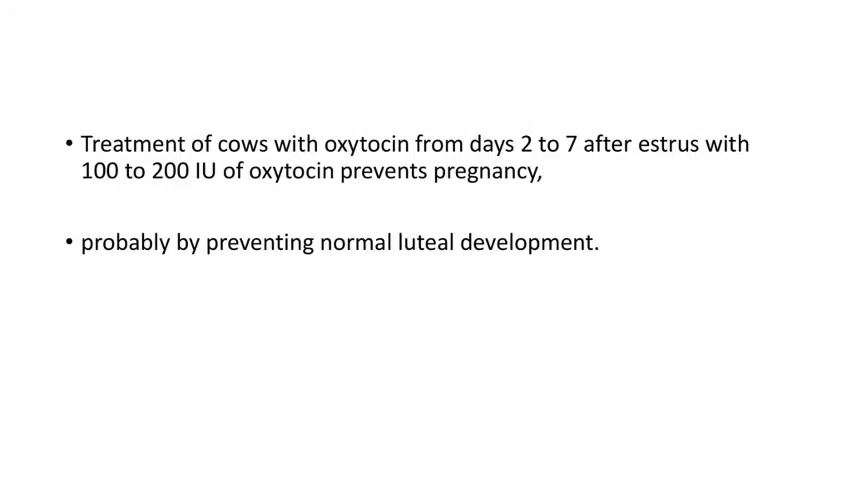 • Treatment of cows with oxytocin from days 2 to 7 after estrus with
100 to 200 IU of oxytocin prevents pregnancy,
• probably by preventing normal luteal development.